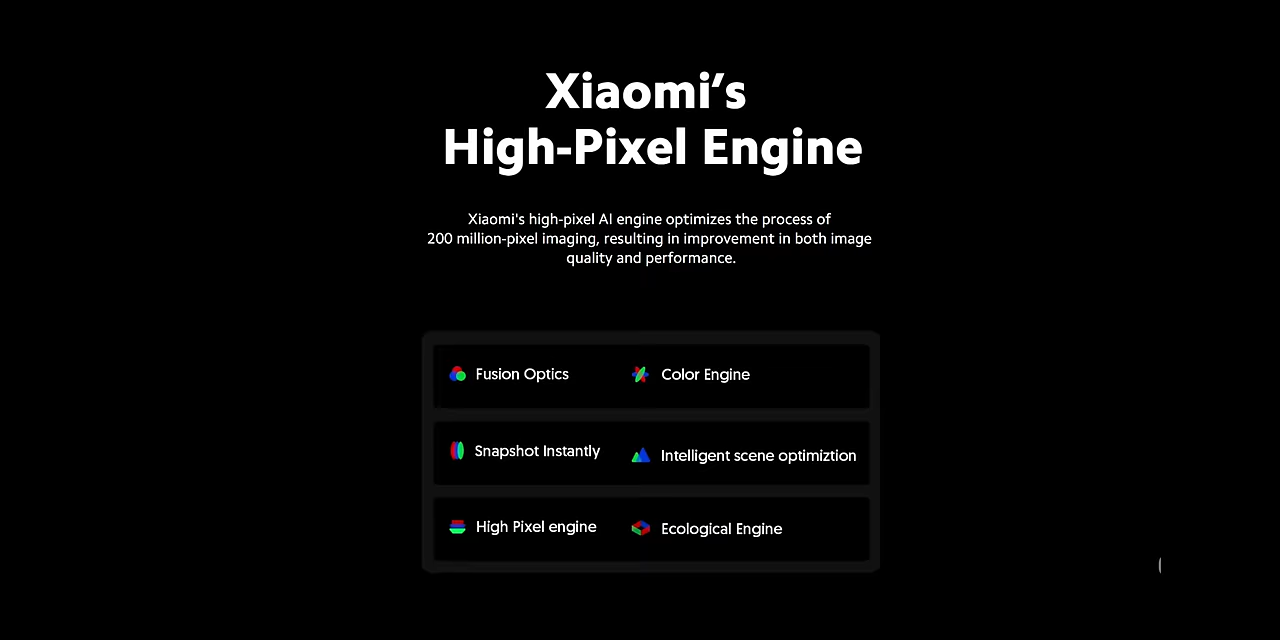 Xiaomi’s
High-Pixel Engine
Xiaomi's high-pixel AI engine optimizes the process of
200 million-pixel imaging, resulting in improvement in both image
quality and performance.
Fusion Optics
Color Engine
Snapshot Instantly
Intelligent scene optimiztion
High Pixel engine
Ecological Engine